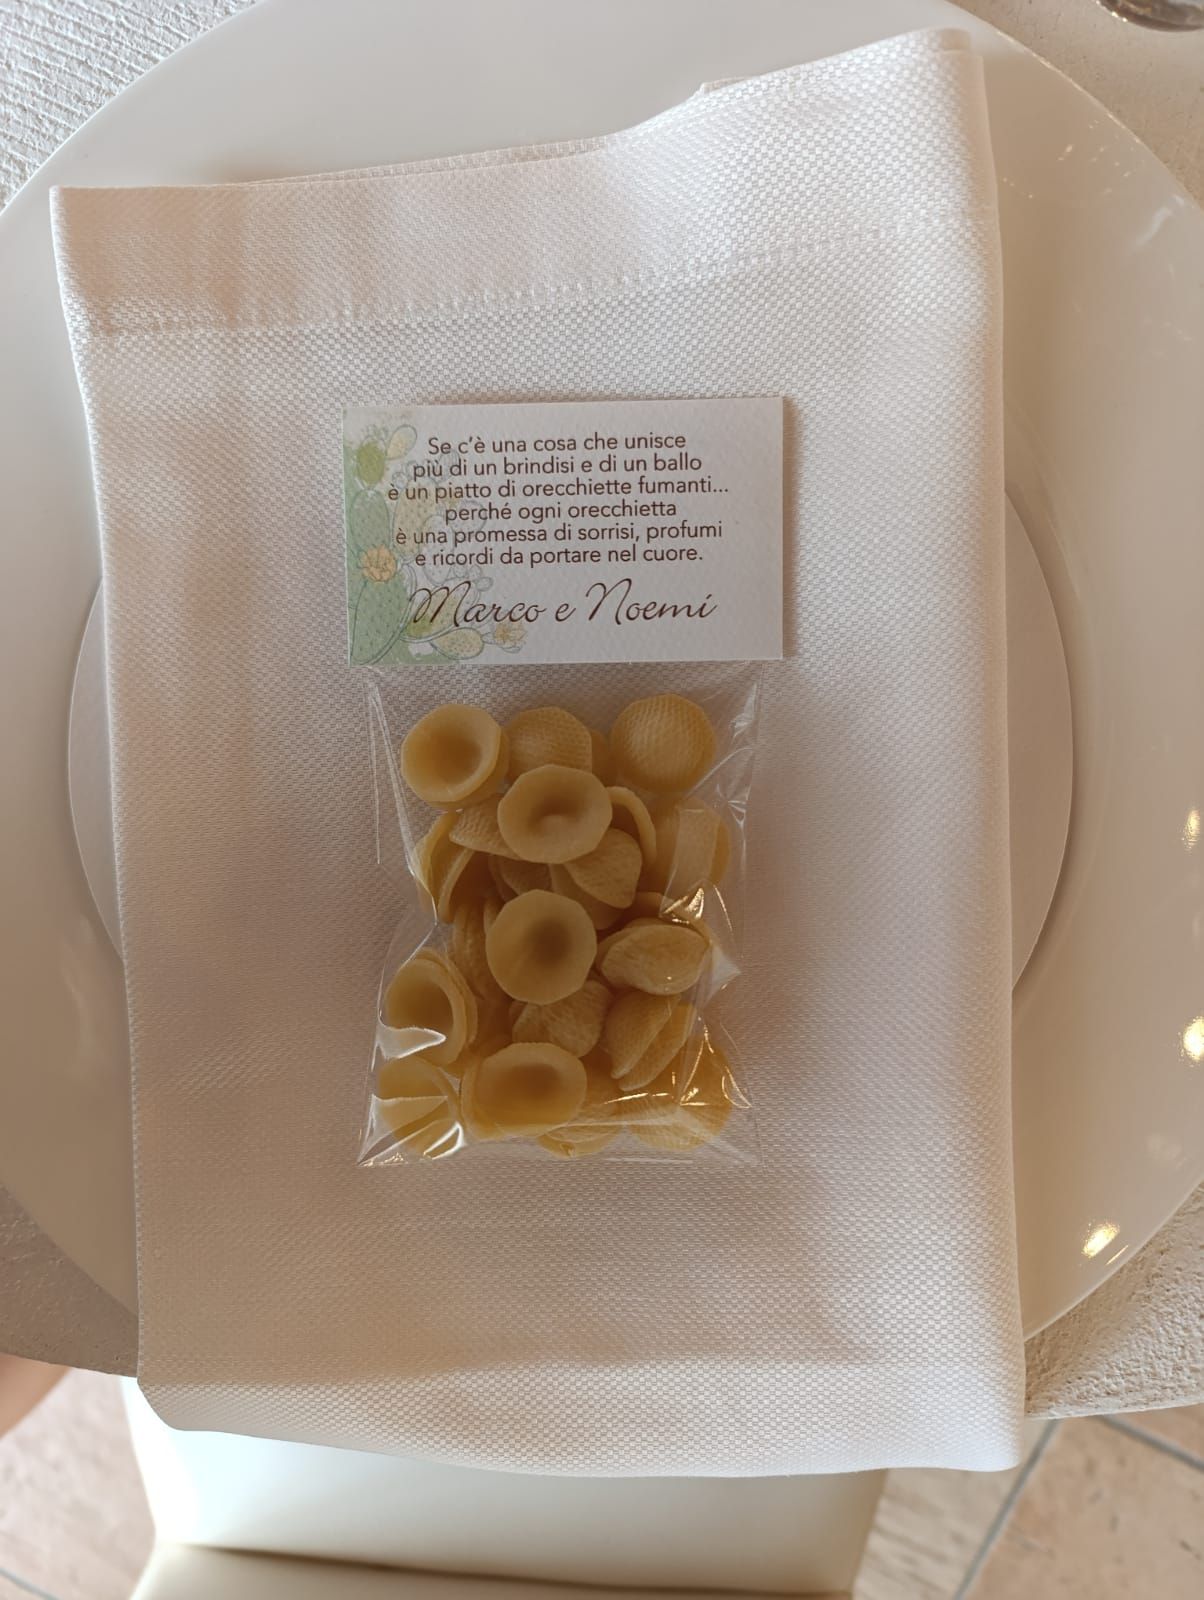 Se c'è una cosa che unisce
più di un brindisi e di un ballo
è un piatto di orecchiette fumanti...
perché ogni orecchietta
è una promessa di sorrisi, profumi
e ricordi da portare nel cuore.
Marco e Noemi